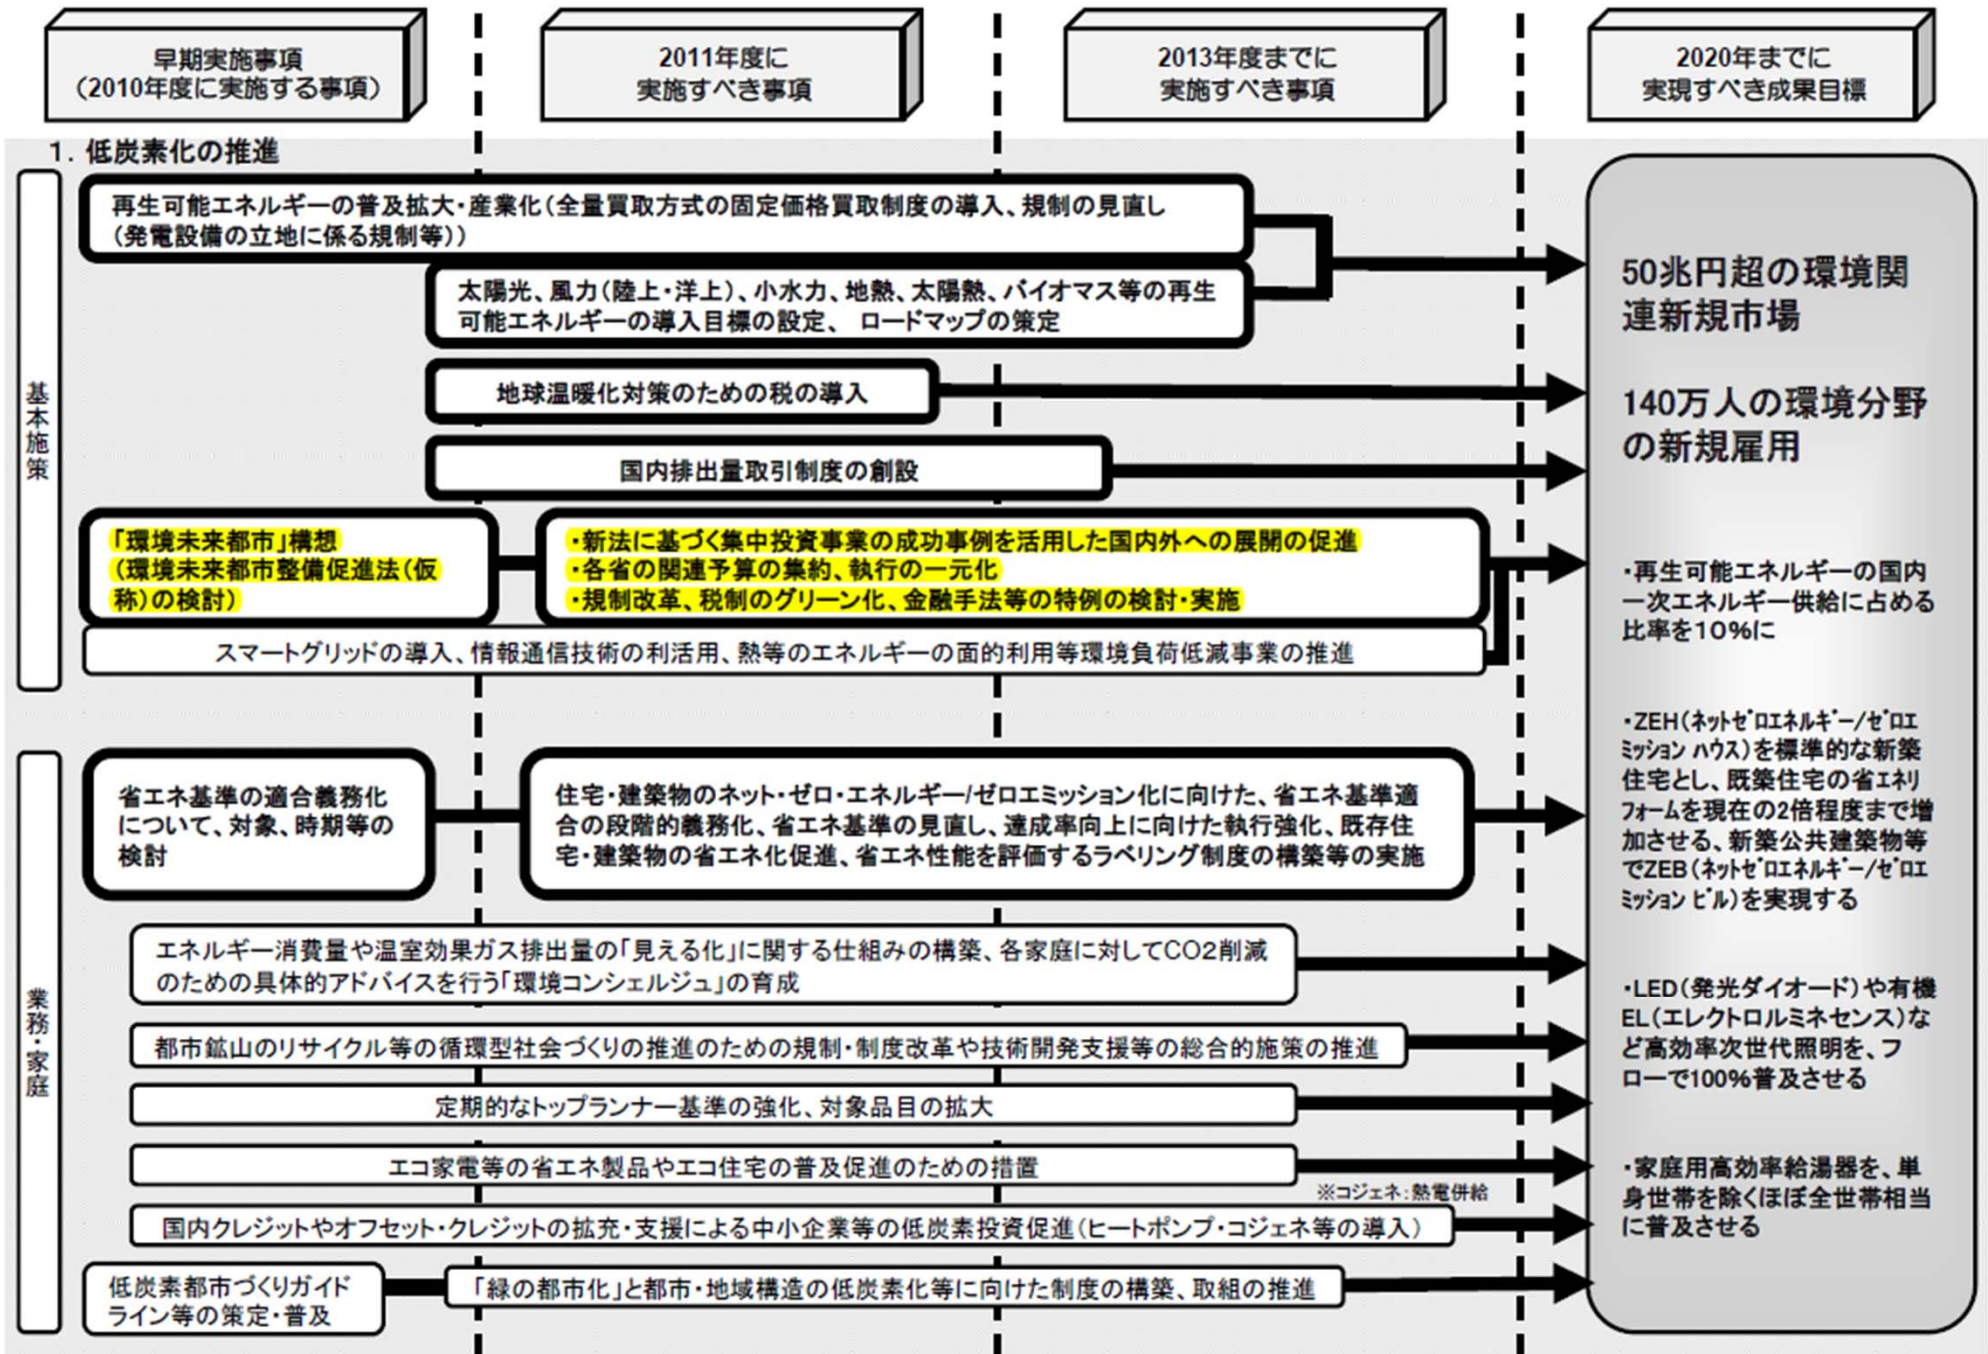 早期実施事項
(2010年度に実施する事項)
2011年度に
実施すべき事項
2013年度までに
実施すべき事項
2020年までに
実現すべき成果目標
1. 低炭素化の推進
基本施策
再生可能エネルギーの普及拡大・産業化(全量買取方式の固定価格買取制度の導入、規制の見直し
(発電設備の立地に係る規制等))
太陽光、風力(陸上・洋上)、小水力、地熱、太陽熱、バイオマス等の再生
可能エネルギーの導入目標の設定、 ロードマップの策定
地球温暖化対策のための税の導入
国内排出量取引制度の創設
「環境未来都市」構想
(環境未来都市整備促進法(仮
称)の検討)
・新法に基づく集中投資事業の成功事例を活用した国内外への展開の促進
・各省の関連予算の集約、執行の一元化
・規制改革、税制のグリーン化、金融手法等の特例の検討・実施
スマートグリッドの導入、情報通信技術の利活用、熱等のエネルギーの面的利用等環境負荷低減事業の推進
業務・家庭
省エネ基準の適合義務化
について、対象、時期等の
検討
住宅・建築物のネット・ゼロ・エネルギー/ゼロエミッション化に向けた、省エネ基準適
合の段階的義務化、省エネ基準の見直し、達成率向上に向けた執行強化、既存住
宅・建築物の省エネ化促進、省エネ性能を評価するラベリング制度の構築等の実施
エネルギー消費量や温室効果ガス排出量の「見える化」に関する仕組みの構築、各家庭に対してCO2削減
のための具体的アドバイスを行う「環境コンシェルジュ」の育成
都市鉱山のリサイクル等の循環型社会づくりの推進のための規制・制度改革や技術開発支援等の総合的施策の推進
定期的なトップランナー基準の強化、対象品目の拡大
エコ家電等の省エネ製品やエコ住宅の普及促進のための措置
※コジェネ:熱電併給
国内クレジットやオフセット・クレジットの拡充・支援による中小企業等の低炭素投資促進(ヒートポンプ・コジェネ等の導入)
低炭素都市づくりガイド
ライン等の策定・普及
「緑の都市化」と都市・地域構造の低炭素化等に向けた制度の構築、取組の推進
50兆円超の環境関
連新規市場
140万人の環境分野
の新規雇用
・再生可能エネルギーの国内
一次エネルギー供給に占める
比率を10%に
・ZEH(ネットゼロエネルギー/ゼロエ
ミッション ハウス)を標準的な新築
住宅とし、既築住宅の省エネリ
フォームを現在の2倍程度まで増
加させる、新築公共建築物等
でZEB(ネットゼロエネルギー/ゼロエ
ミッション ビル)を実現する
・LED(発光ダイオード)や有機
EL(エレクトロルミネセンス)な
ど高効率次世代照明を、フ
ローで100%普及させる
・家庭用高効率給湯器を、単
身世帯を除くほぼ全世帯相当
に普及させる